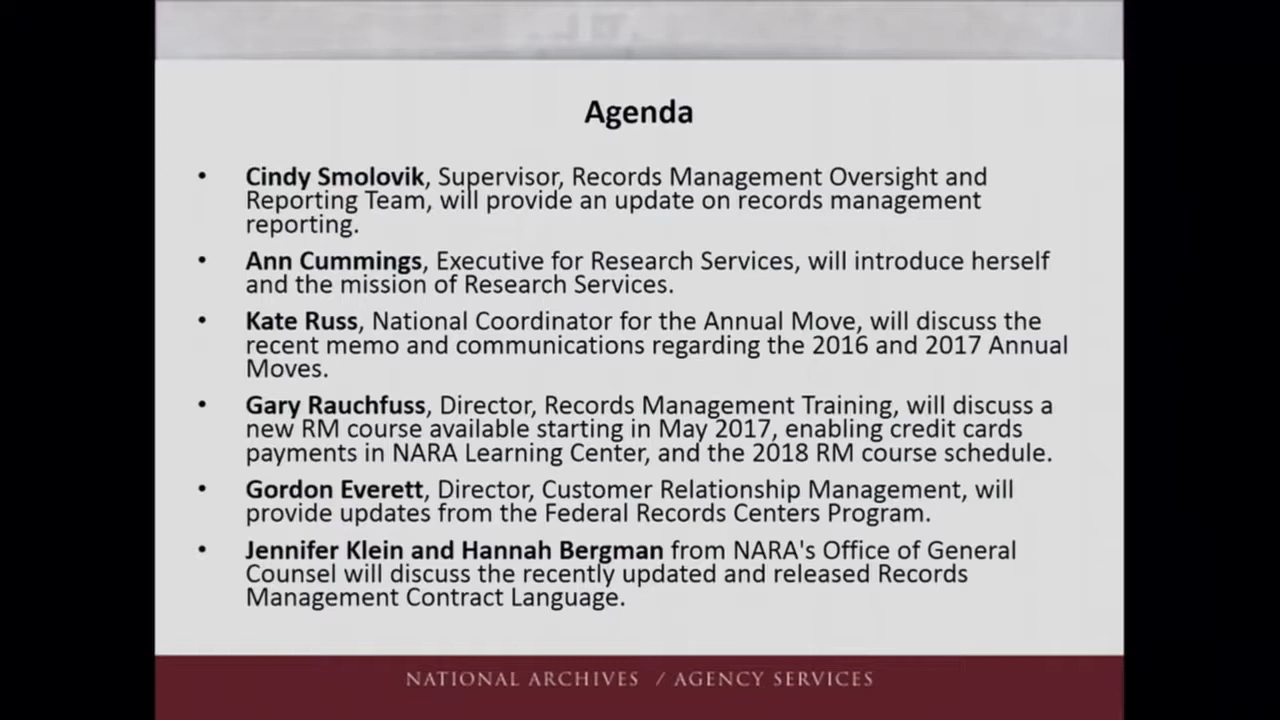 Agenda
• Cindy Smolovik, Supervisor, Records Management Oversight and
Reporting Team, will provide an update on records management
reporting.
• Ann Cummings, Executive for Research Services, will introduce herself
and the mission of Research Services.
• Kate Russ, National Coordinator for the Annual Move, will discuss the
recent memo and communications regarding the 2016 and 2017 Annual
Moves.
• Gary Rauchfuss, Director, Records Management Training, will discuss a
new RM course available starting in May 2017, enabling credit cards
payments in NARA Learning Center, and the 2018 RM course schedule.
• Gordon Everett, Director, Customer Relationship Management, will
provide updates from the Federal Records Centers Program.
• Jennifer Klein and Hannah Bergman from NARA's Office of General
Counsel will discuss the recently updated and released Records
Management Contract Language.
NATIONAL ARCHIVES / AGENCY SERVICES